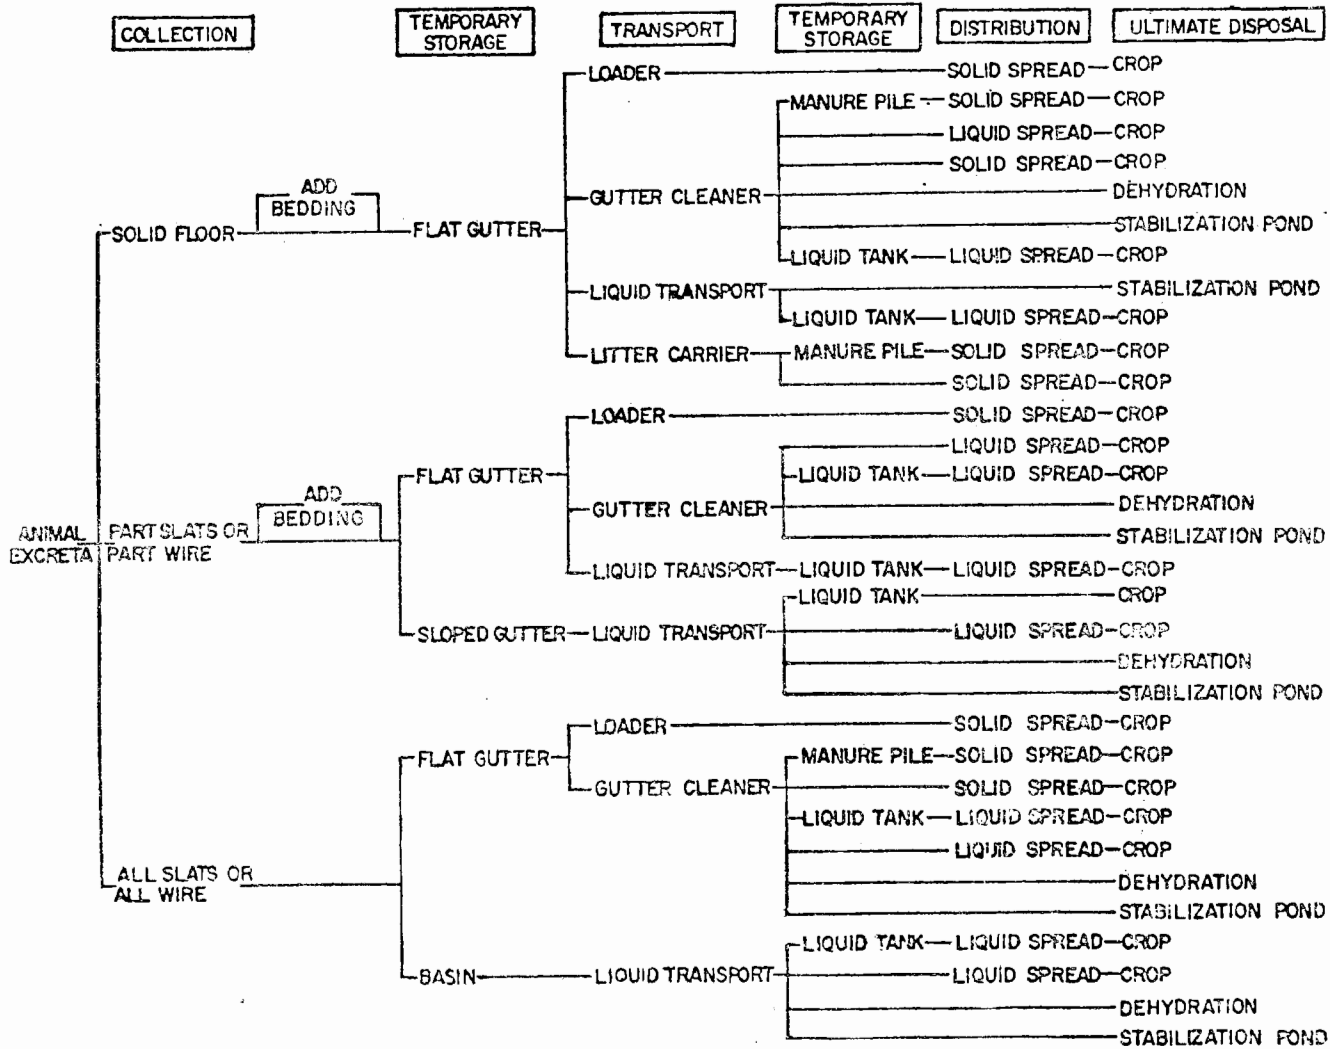 COLLECTION
TEMPORARY
STORAGE
TRANSPORT
TEMPORARY
STORAGE
DISTRIBUTION
ULTIMATE DISPOSAL
LOADER SOLID SPREAD CROP
MANURE PILE SOLID SPREAD CROP
LIQUID SPREAD CROP
SOLID SPREAD CROP
ADD
BEDDING
GUTTER CLEANER DEHYDRATION
SOLID FLOOR FLAT GUTTER STABILIZATION POND
LIQUID TANK LIQUID SPREAD CROP
LIQUID TRANSPORT STABILIZATION POND
LIQUID TANK LIQUID SPREAD CROP
LITTER CARRIER MANURE PILE SOLID SPREAD CROP
SOLID SPREAD CROP
LOADER SOLID SPREAD CROP
LIQUID SPREAD CROP
FLAT GUTTER LIQUID TANK LIQUID SPREAD CROP
ADD
BEDDING
GUTTER CLEANER DEHYDRATION
ANIMAL
EXCRETA
PART SLATS OR
PART WIRE
STABILIZATION POND
LIQUID TRANSPORT LIQUID TANK LIQUID SPREAD CROP
LIQUID TANK CROP
SLOPED GUTTER LIQUID TRANSPORT LIQUID SPREAD CROP
DEHYDRATION
STABILIZATION POND
LOADER SOLID SPREAD CROP
FLAT GUTTER MANURE PILE SOLID SPREAD CROP
GUTTER CLEANER SOLID SPREAD CROP
LIQUID TANK LIQUID SPREAD CROP
LIQUID SPREAD CROP
ALL SLATS OR
ALL WIRE
DEHYDRATION
STABILIZATION POND
LIQUID TANK LIQUID SPREAD CROP
BASIN LIQUID TRANSPORT LIQUID SPREAD CROP
DEHYDRATION
STABILIZATION POND